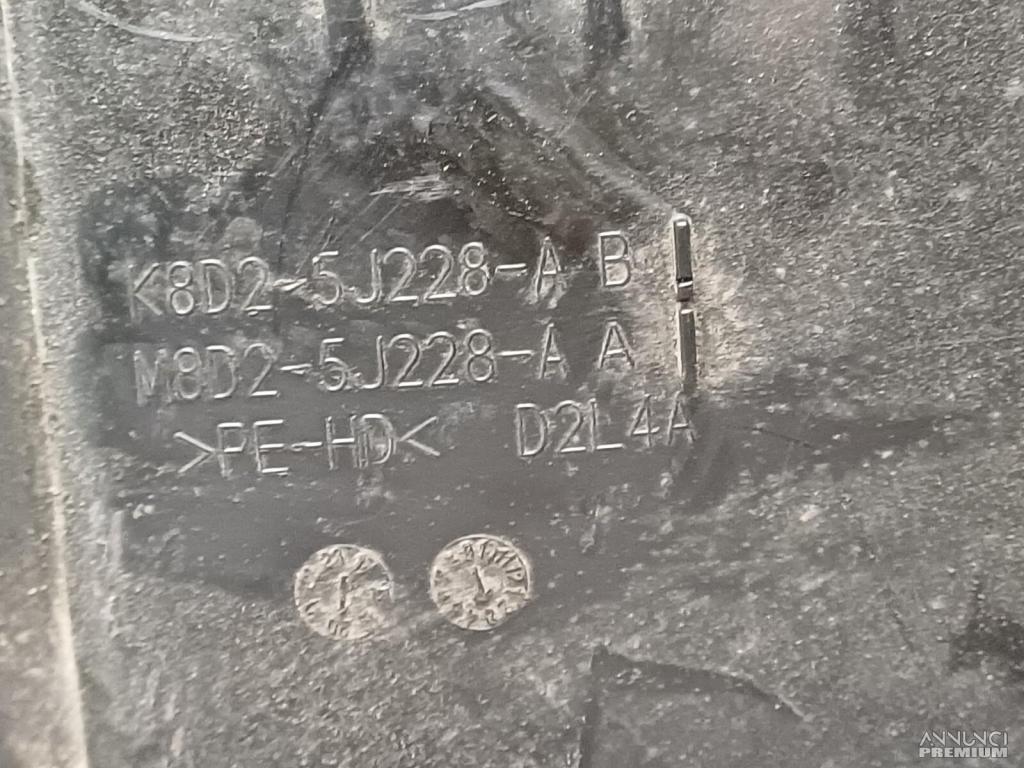 K8D2-5J228-A B
M8D2-5J228-A A
>PE-HD< D2L4A
ANNUNCI
PREMIUM